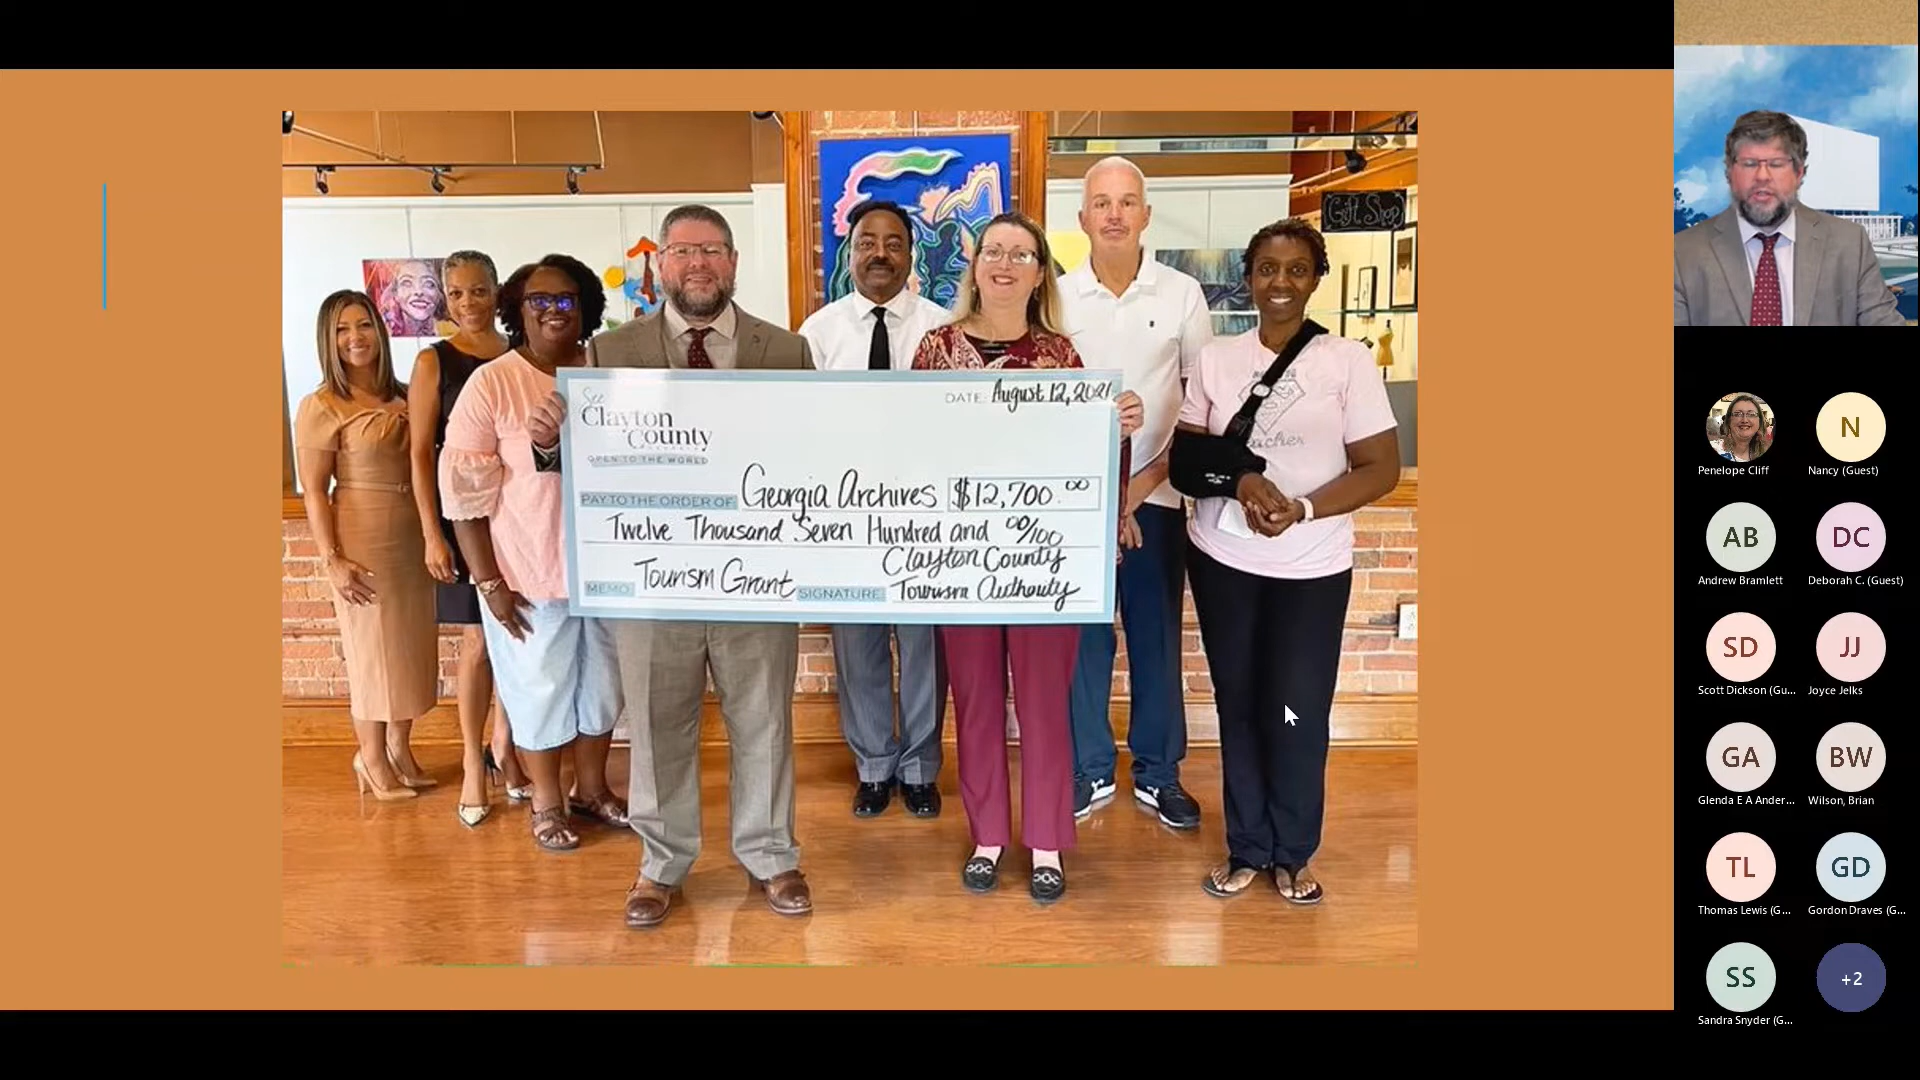 Gift Shop
DATE: August 12, 2021
See
Clayton
County
OPEN TO THE WORLD
PAY TO THE ORDER OF: Georgia Archives $12,700.00
Twelve Thousand Seven Hundred and 00/100
Clayton County
MEMO: Tourism Grant SIGNATURE: Tourism Authority
Teacher
Penelope Cliff
N
Nancy (Guest)
AB
Andrew Bramlett
DC
Deborah C. (Guest)
SD
Scott Dickson (Gu...
JJ
Joyce Jelks
GA
Glenda E A Ander...
BW
Wilson, Brian
TL
Thomas Lewis (G...
GD
Gordon Draves (G...
SS
Sandra Snyder (G...
+2